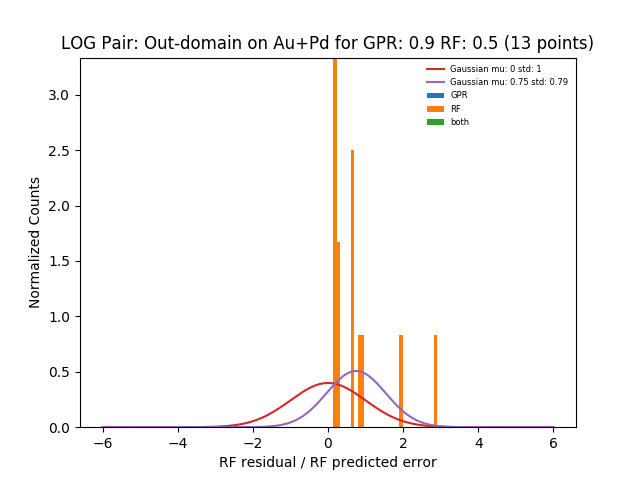 LOG Pair: Out-domain on Au+Pd for GPR: 0.9 RF: 0.5 (13 points)
Gaussian mu: 0 std: 1
Gaussian mu: 0.75 std: 0.79
GPR
RF
both
Normalized Counts
3.0
2.5
2.0
1.5
1.0
0.5
0.0
−6 −4 −2 0 2 4 6
RF residual / RF predicted error